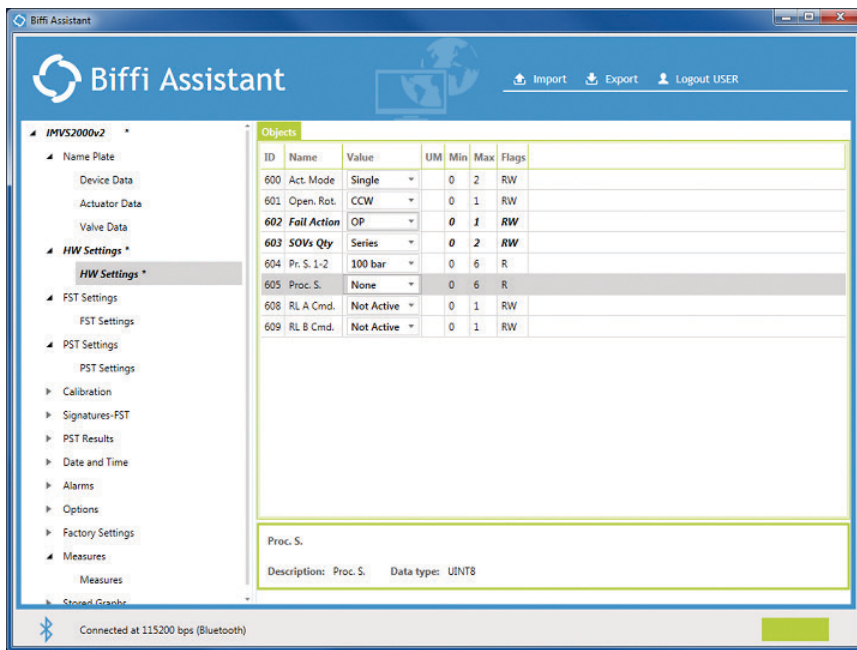 Biffi Assistant
Biffi Assistant
Import Export Logout USER
IMVS2000v2 *
Name Plate
Device Data
Actuator Data
Valve Data
HW Settings *
HW Settings *
FST Settings
FST Settings
PST Settings
PST Settings
Calibration
Signatures-FST
PST Results
Date and Time
Alarms
Options
Factory Settings
Measures
Measures
Stored Graphs
Objects
ID Name Value UM Min Max Flags
600 Act. Mode Single 0 2 RW
601 Open. Rot. CCW 0 1 RW
602 Fail Action OP 0 1 RW
603 SOVs Qty Series 0 2 RW
604 Pr. S. 1-2 100 bar 0 6 R
605 Proc. S. None 0 6 R
608 RL A Cmd. Not Active 0 1 RW
609 RL B Cmd. Not Active 0 1 RW
Proc. S.
Description: Proc. S. Data type: UINT8
Connected at 115200 bps (Bluetooth)